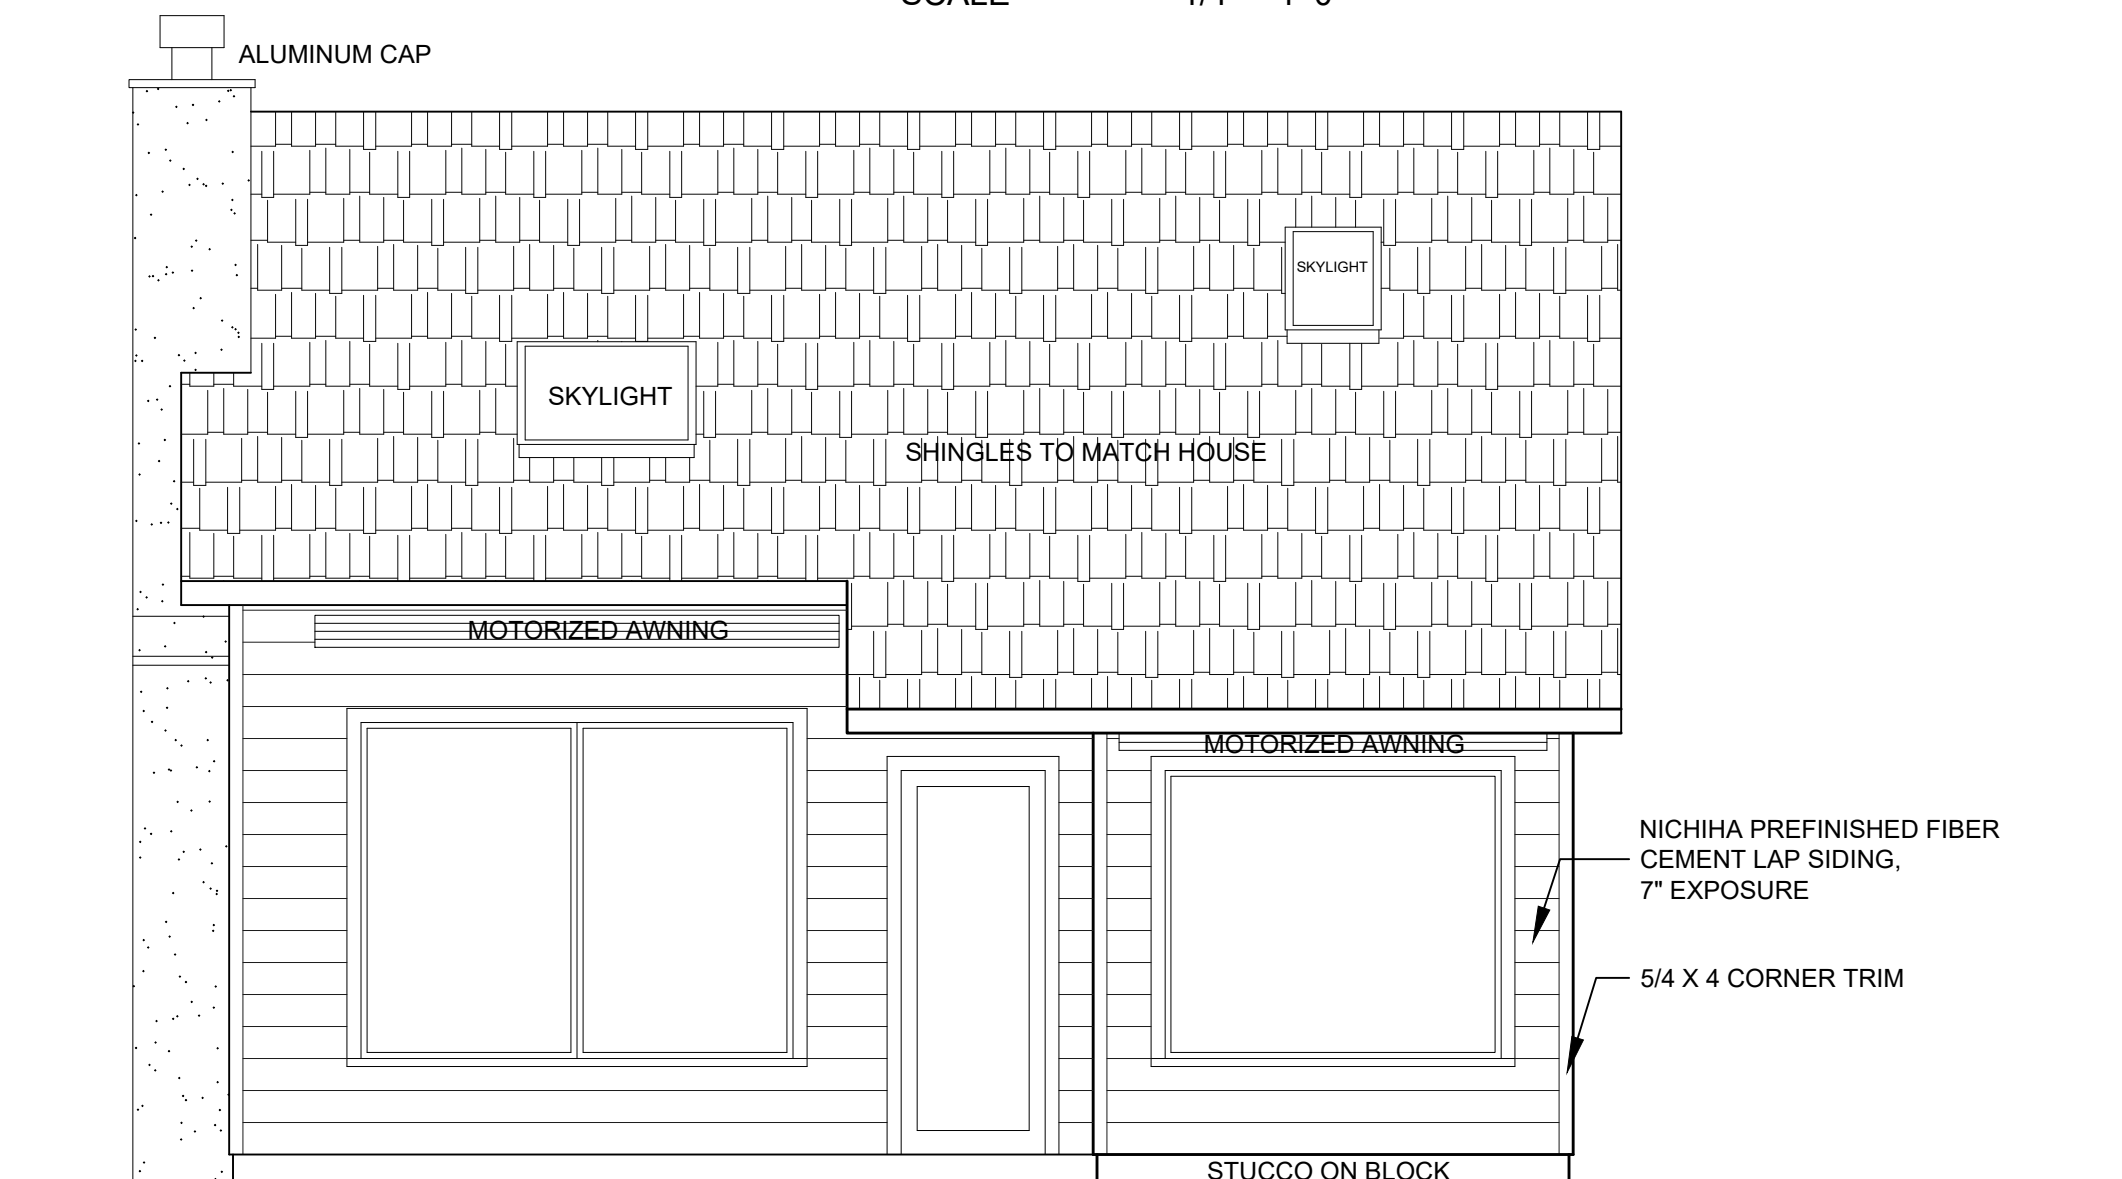 SCALE
ALUMINUM CAP
SKYLIGHT
SKYLIGHT
SHINGLES TO MATCH HOUSE
MOTORIZED AWNING
MOTORIZED AWNING
NICHIHA PREFINISHED FIBER
CEMENT LAP SIDING,
7" EXPOSURE
5/4 X 4 CORNER TRIM
STUCCO ON BLOCK